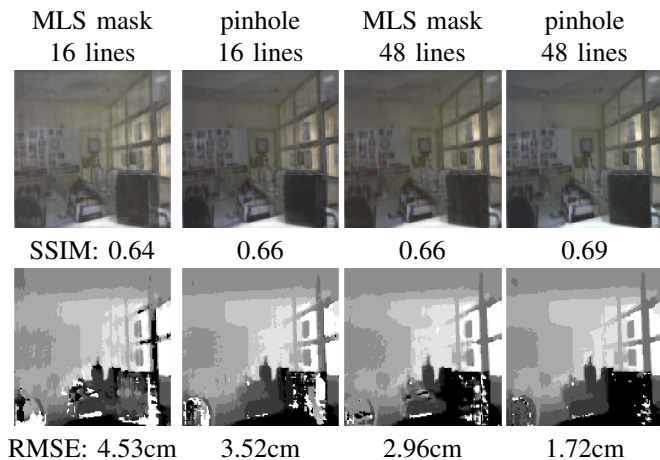 MLS mask pinhole MLS mask pinhole
16 lines 16 lines 48 lines 48 lines
SSIM: 0.64 0.66 0.66 0.69
RMSE: 4.53cm 3.52cm 2.96cm 1.72cm